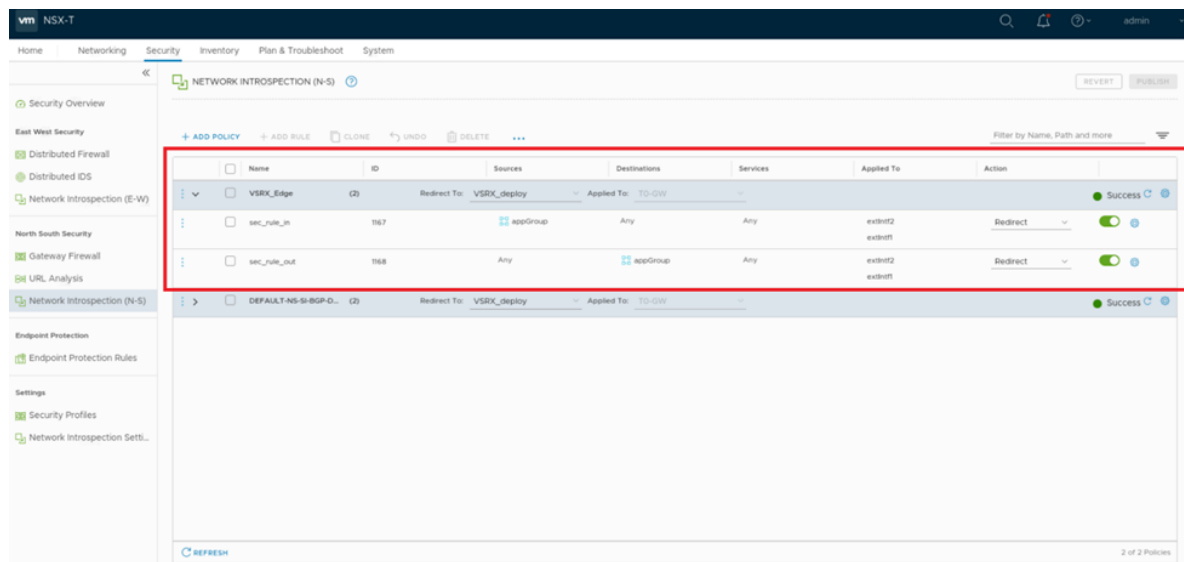 vm NSX-T admin
Home Networking Security Inventory Plan & Troubleshoot System
Security Overview
East West Security
Distributed Firewall
Distributed IDS
Network Introspection (E-W)
North South Security
Gateway Firewall
URL Analysis
Network Introspection (N-S)
Endpoint Protection
Endpoint Protection Rules
Settings
Security Profiles
Network Introspection Setti...
NETWORK INTROSPECTION (N-S) REVERT PUBLISH
+ ADD POLICY + ADD RULE CLONE UNDO DELETE ... Filter by Name, Path and more
Name ID Sources Destinations Services Applied To Action
VSRX_Edge (2) Redirect To: VSRX_deploy Applied To: T0-GW Success
sec_rule_in 1167 appGroup Any Any extIntf2 Redirect
extIntf1
sec_rule_out 1168 Any appGroup Any extIntf2 Redirect
extIntf1
DEFAULT-NS-SI-BGP-D... (2) Redirect To: VSRX_deploy Applied To: T0-GW Success
REFRESH 2 of 2 Policies